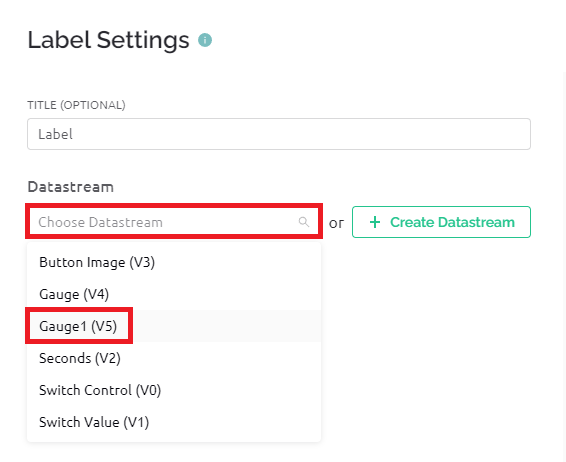 Label Settings
TITLE (OPTIONAL)
Label
Datastream
Choose Datastream or + Create Datastream
Button Image (V3)
Gauge (V4)
Gauge1 (V5)
Seconds (V2)
Switch Control (V0)
Switch Value (V1)